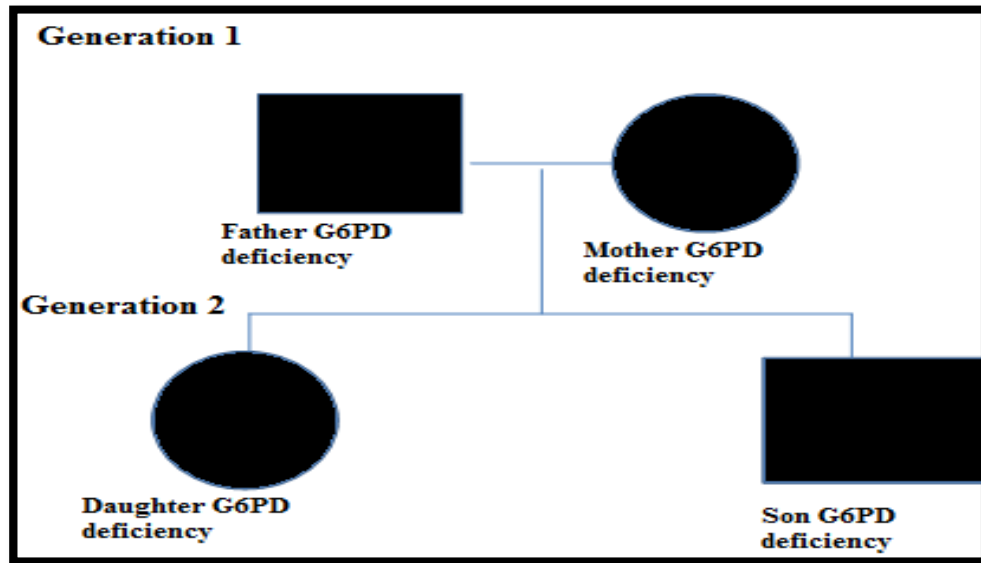 Generation 1
Father G6PD
deficiency
Mother G6PD
deficiency
Generation 2
Daughter G6PD
deficiency
Son G6PD
deficiency